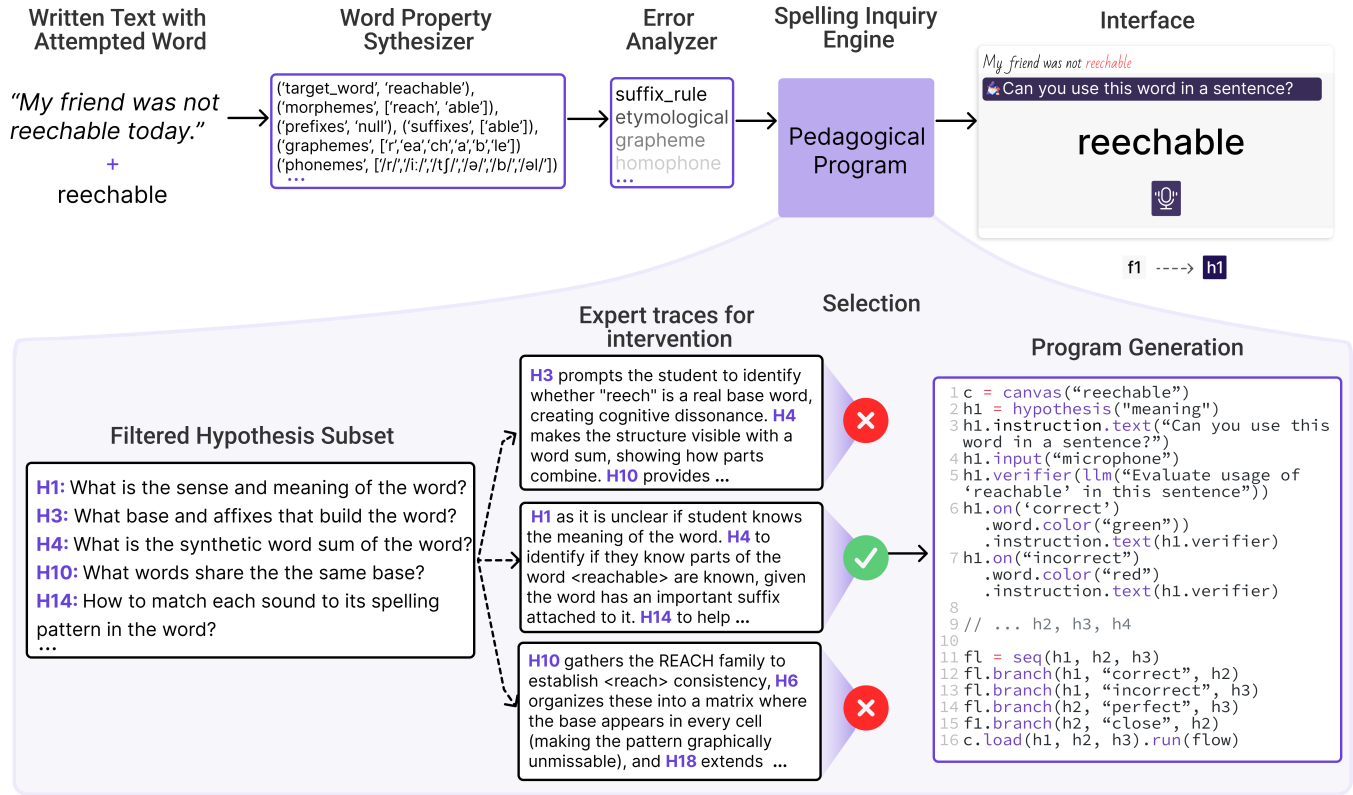 Written Text with
Attempted Word
“My friend was not
reechable today.”
+
reechable
Word Property
Sythesizer
(‘target_word’, ‘reachable’),
(‘morphemes’, [‘reach’, ‘able’]),
(‘prefixes’, ‘null’), (‘suffixes’, [‘able’]),
(‘graphemes’, [‘r’,‘ea’,‘ch’,‘a’,‘b’,‘le’])
(‘phonemes’, [‘/r/’,‘/iː/’,‘/tʃ/’,‘/ə/’,‘/b/’,‘/əl/’])
...
Error
Analyzer
suffix_rule
etymological
grapheme
homophone
...
Spelling Inquiry
Engine
Pedagogical
Program
Interface
My friend was not reechable
Can you use this word in a sentence?
reechable
f1 ----> h1
Filtered Hypothesis Subset
H1: What is the sense and meaning of the word?
H3: What base and affixes that build the word?
H4: What is the synthetic word sum of the word?
H10: What words share the the same base?
H14: How to match each sound to its spelling
pattern in the word?
...
Expert traces for
intervention
H3 prompts the student to identify
whether "reech" is a real base word,
creating cognitive dissonance. H4
makes the structure visible with a
word sum, showing how parts
combine. H10 provides ...
H1 as it is unclear if student knows
the meaning of the word. H4 to
identify if they know parts of the
word <reachable> are known, given
the word has an important suffix
attached to it. H14 to help ...
H10 gathers the REACH family to
establish <reach> consistency, H6
organizes these into a matrix where
the base appears in every cell
(making the pattern graphically
unmissable), and H18 extends ...
Selection
Program Generation
1 c = canvas(“reechable”)
2 h1 = hypothesis("meaning")
3 h1.instruction.text(“Can you use this
word in a sentence?”)
4 h1.input(“microphone”)
5 h1.verifier(llm(“Evaluate usage of
‘reachable’ in this sentence”))
6 h1.on(‘correct’)
.word.color(“green”))
.instruction.text(h1.verifier)
7 h1.on(“incorrect”)
.word.color(“red”)
.instruction.text(h1.verifier)
8
9 // ... h2, h3, h4
10
11 fl = seq(h1, h2, h3)
12 fl.branch(h1, “correct”, h2)
13 fl.branch(h1, “incorrect”, h3)
14 fl.branch(h2, “perfect”, h3)
15 f1.branch(h2, “close”, h2)
16 c.load(h1, h2, h3).run(flow)